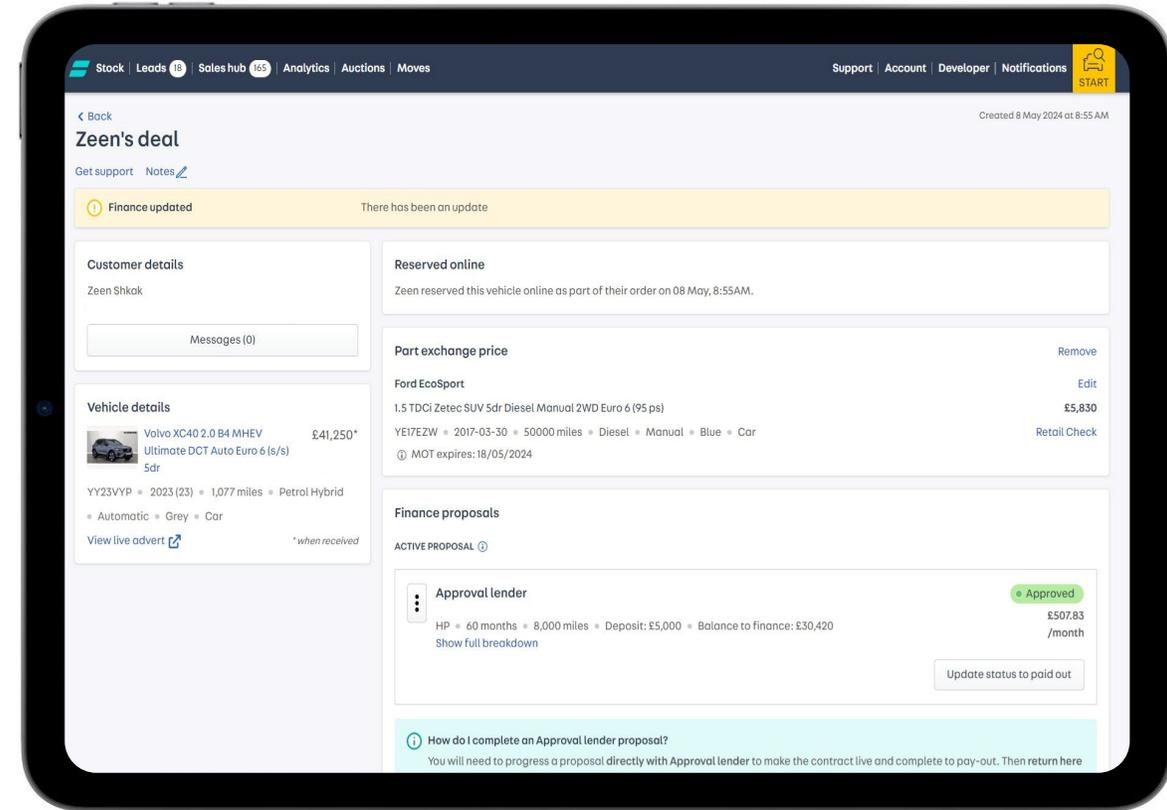 Stock Leads 18 Sales hub 165 Analytics Auctions Moves Support Account Developer Notifications START
Back Created 8 May 2024 at 8:55 AM
Zeen's deal
Get support Notes
Finance updated There has been an update
Customer details
Zeen Shkak
Messages (0)
Vehicle details
Volvo XC40 2.0 B4 MHEV £41,250*
Ultimate DCT Auto Euro 6 (s/s)
5dr
YY23VYP 2023 (23) 1,077 miles Petrol Hybrid
Automatic Grey Car
View live advert * when received
Reserved online
Zeen reserved this vehicle online as part of their order on 08 May, 8:55AM.
Part exchange price Remove
Ford EcoSport Edit
1.5 TDCi Zetec SUV 5dr Diesel Manual 2WD Euro 6 (95 ps) £5,830
YE17EZW 2017-03-30 50000 miles Diesel Manual Blue Car Retail Check
MOT expires: 18/05/2024
Finance proposals
ACTIVE PROPOSAL
Approval lender Approved
£507.83
HP 60 months 8,000 miles Deposit: £5,000 Balance to finance: £30,420
/month
Show full breakdown
Update status to paid out
How do I complete an Approval lender proposal?
You will need to progress a proposal directly with Approval lender to make the contract live and complete to pay-out. Then return here